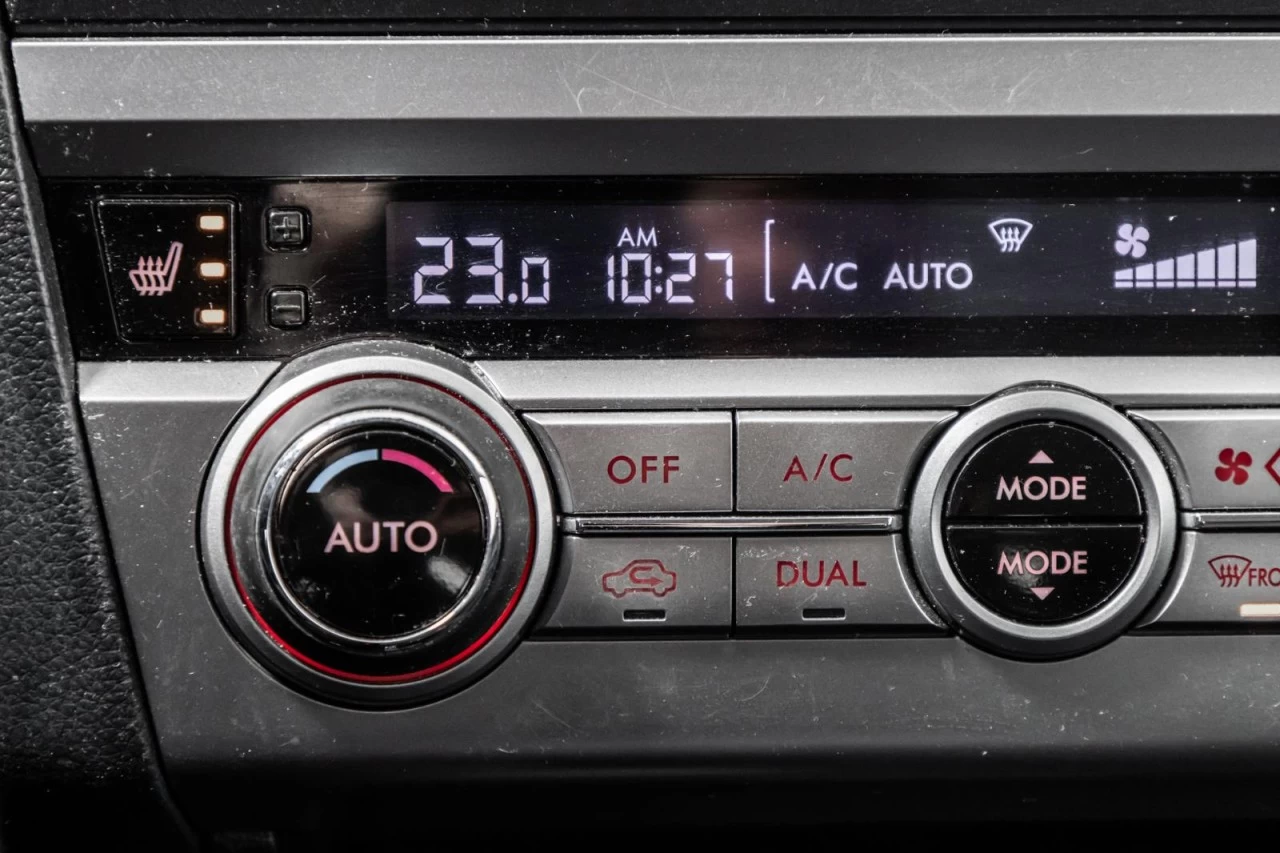 AM
23.0 10:27 A/C AUTO
OFF A/C
MODE
AUTO
MODE
DUAL